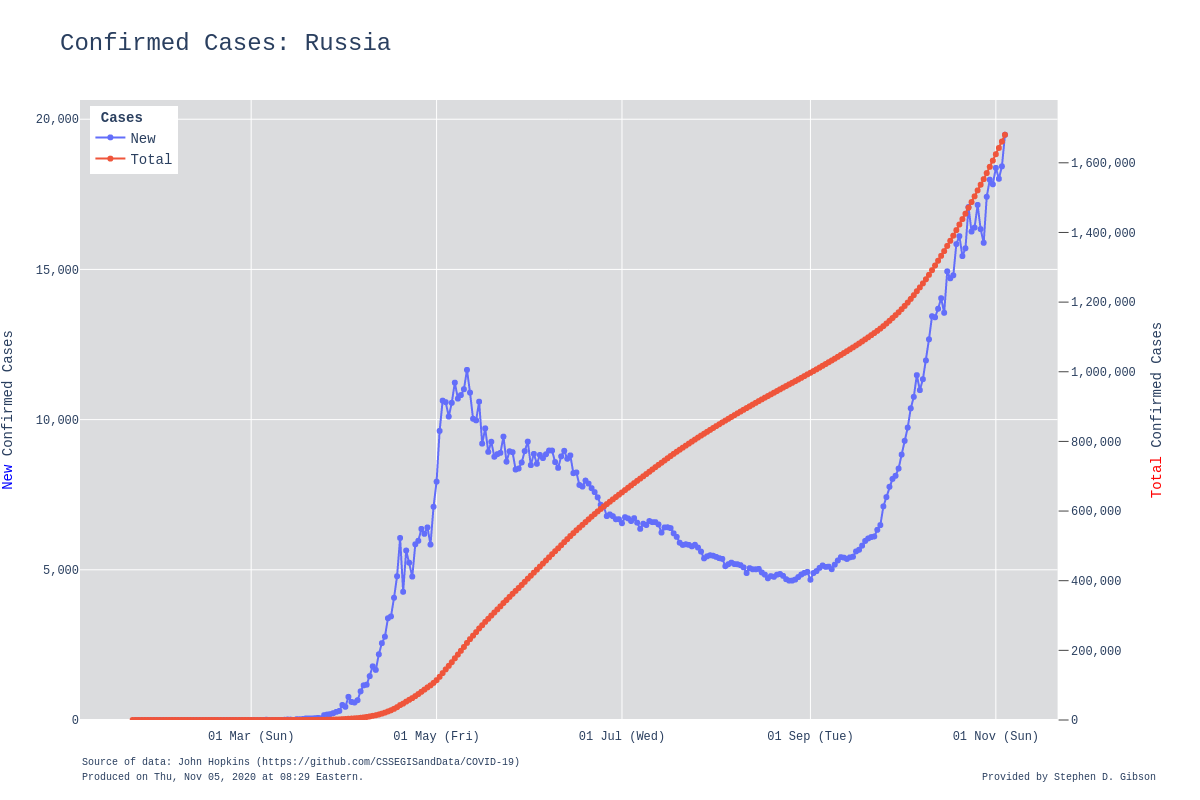 Confirmed Cases: Russia
Cases
New
Total
20,000
15,000
10,000
5,000
0
New Confirmed Cases
1,600,000
1,400,000
1,200,000
1,000,000
800,000
600,000
400,000
200,000
0
Total Confirmed Cases
01 Mar (Sun)
01 May (Fri)
01 Jul (Wed)
01 Sep (Tue)
01 Nov (Sun)
Source of data: John Hopkins (https://github.com/CSSEGISandData/COVID-19)
Produced on Thu, Nov 05, 2020 at 08:29 Eastern.
Provided by Stephen D. Gibson